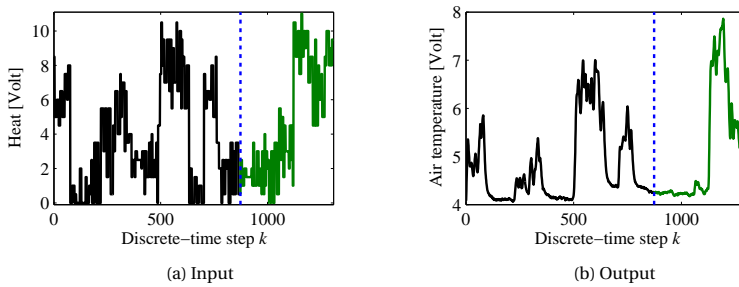 10
8
6
4
2
0
Heat [Volt]
0
500
1000
Discrete−time step k
(a) Input
8
7
6
5
4
Air temperature [Volt]
0
500
1000
Discrete−time step k
(b) Output